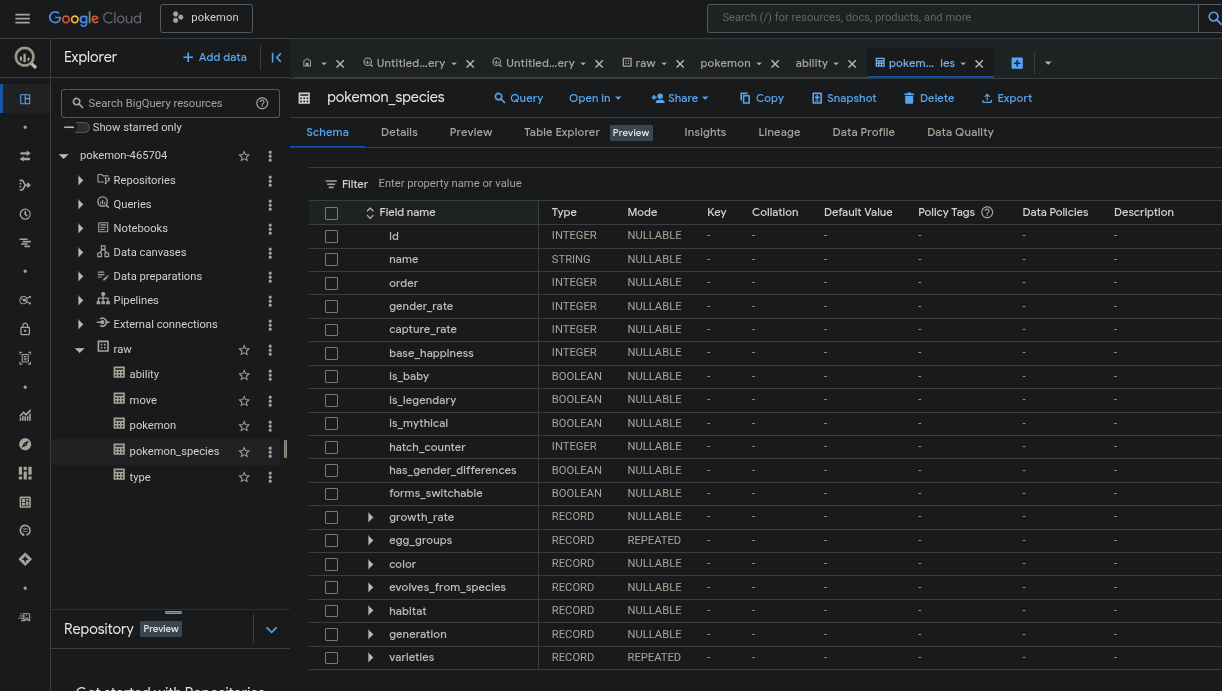 Google Cloud
pokemon
Search (/) for resources, docs, products, and more
Explorer
Add data
Untitled...ery
Untitled...ery
raw
pokemon
ability
pokem... ies
Search BigQuery resources
Show starred only
pokemon-465704
Repositories
Queries
Notebooks
Data canvases
Data preparations
Pipelines
External connections
raw
ability
move
pokemon
pokemon_species
type
Repository Preview
Get started with Repositories
pokemon_species
Query Open In Share Copy Snapshot Delete Export
Schema Details Preview Table Explorer Preview Insights Lineage Data Profile Data Quality
Filter Enter property name or value
Field name Type Mode Key Collation Default Value Policy Tags Data Policies Description
id INTEGER NULLABLE - - - - - -
name STRING NULLABLE - - - - - -
order INTEGER NULLABLE - - - - - -
gender_rate INTEGER NULLABLE - - - - - -
capture_rate INTEGER NULLABLE - - - - - -
base_happiness INTEGER NULLABLE - - - - - -
is_baby BOOLEAN NULLABLE - - - - - -
is_legendary BOOLEAN NULLABLE - - - - - -
is_mythical BOOLEAN NULLABLE - - - - - -
hatch_counter INTEGER NULLABLE - - - - - -
has_gender_differences BOOLEAN NULLABLE - - - - - -
forms_switchable BOOLEAN NULLABLE - - - - - -
growth_rate RECORD NULLABLE - - - - - -
egg_groups RECORD REPEATED - - - - - -
color RECORD NULLABLE - - - - - -
evolves_from_species RECORD NULLABLE - - - - - -
habitat RECORD NULLABLE - - - - - -
generation RECORD NULLABLE - - - - - -
varieties RECORD REPEATED - - - - - -